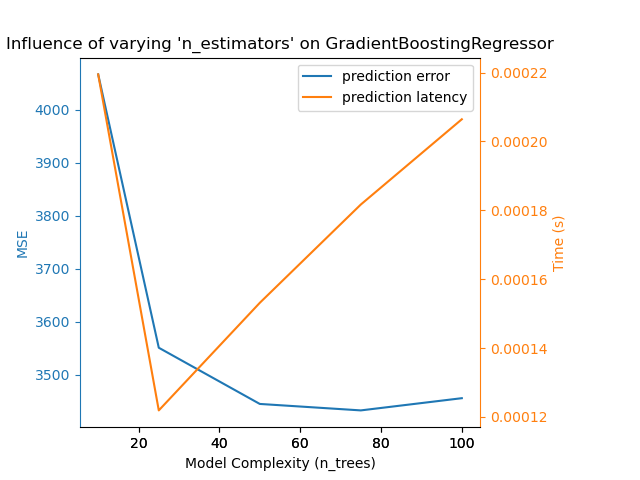 Influence of varying 'n_estimators' on GradientBoostingRegressor
prediction error
prediction latency
MSE
4000
3900
3800
3700
3600
3500
0.00022
0.00020
0.00018
0.00016
0.00014
0.00012
Time (s)
20 40 60 80 100
Model Complexity (n_trees)